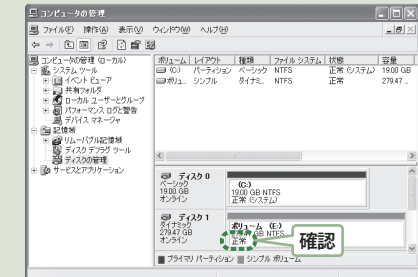 コンピュータの管理
ファイル(F) 操作(A) 表示(V) ウィンドウ(W) ヘルプ(H)
コンピュータの管理 (ローカル)
システム ツール
イベント ビューア
共有フォルダ
ローカル ユーザーとグループ
パフォーマンス ログと警告
デバイス マネージャ
記憶域
リムーバブル記憶域
ディスク デフラグ ツール
ディスクの管理
サービスとアプリケーション
ボリューム レイアウト 種類 ファイル システム 状態 容量
(C:) パーティション ベーシック NTFS 正常 (システム) 19.00 GB
ボリュ... シンプル ダイナミ... NTFS 正常 279.47 ...
ディスク 0
ベーシック
19.00 GB
オンライン
(C:)
19.00 GB NTFS
正常 (システム)
ディスク 1
ダイナミック
279.47 GB
オンライン
ボリューム (E:)
GB NTFS
正常
確認
プライマリ パーティション シンプル ボリューム